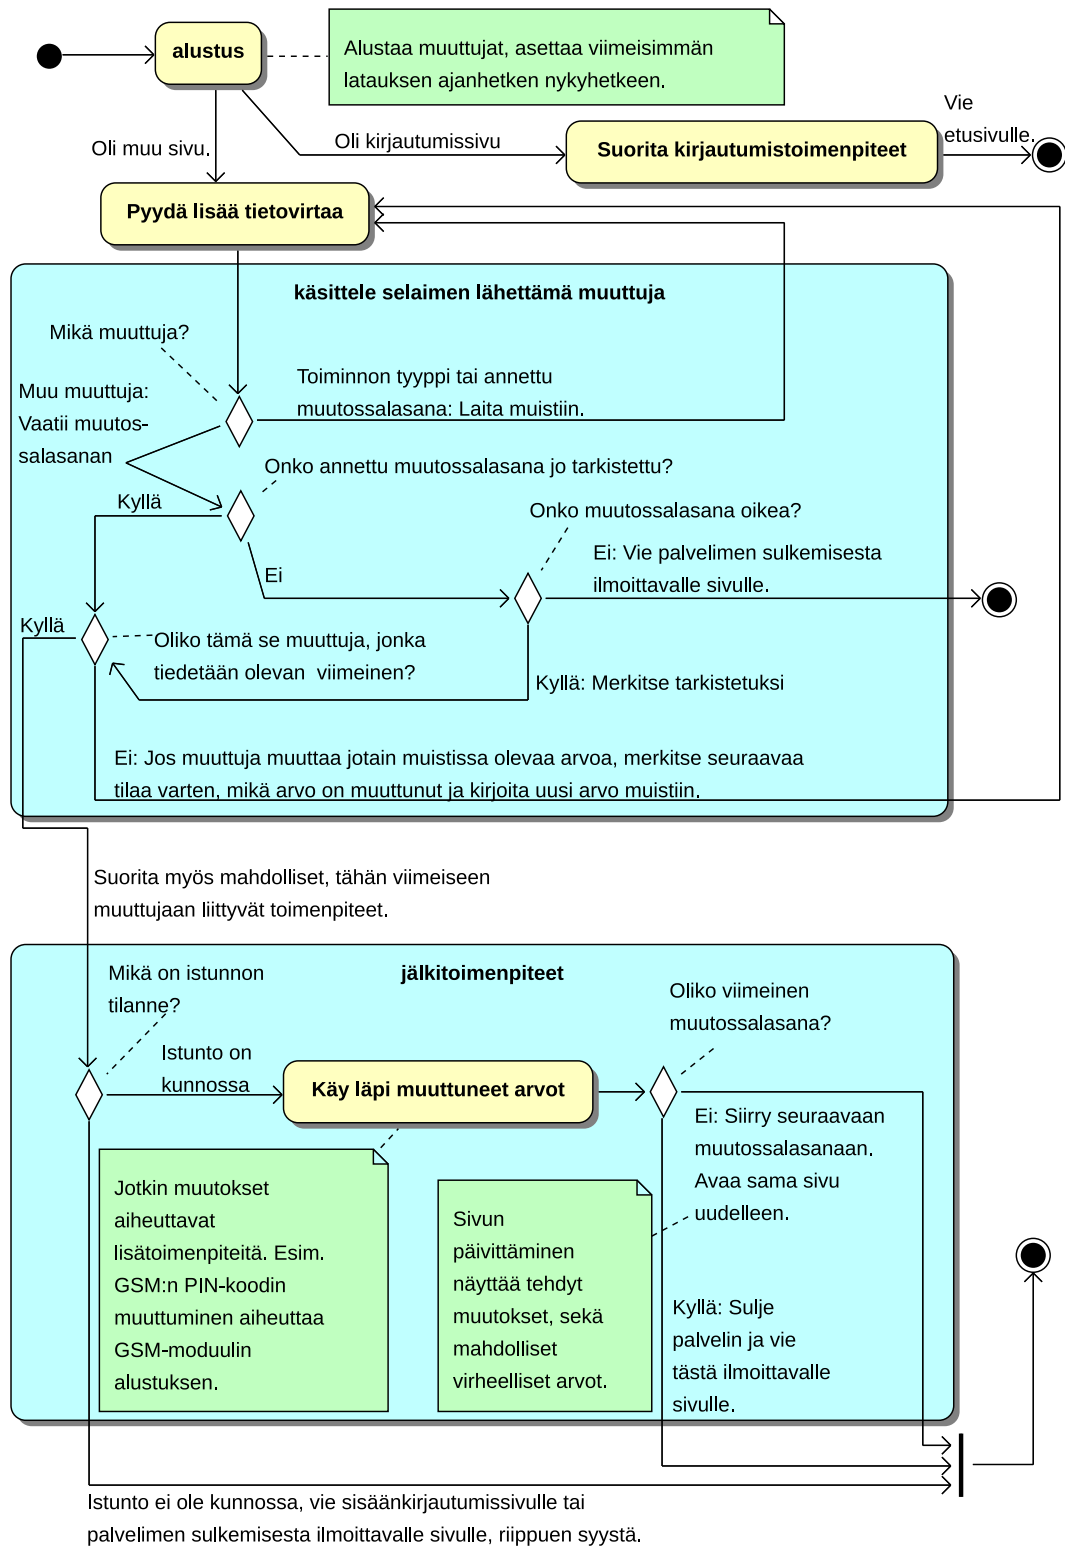 alustus
Alustaa muuttujat, asettaa viimeisimmän
latauksen ajanhetken nykyhetkeen.
Vie
etusivulle.
Oli muu sivu.
Oli kirjautumissivu
Suorita kirjautumistoimenpiteet
Pyydä lisää tietovirtaa
käsittele selaimen lähettämä muuttuja
Mikä muuttuja?
Toiminnon tyyppi tai annettu
muutossalasana: Laita muistiin.
Muu muuttuja:
Vaatii muutos-
salasanan
Onko annettu muutossalasana jo tarkistettu?
Kyllä
Onko muutossalasana oikea?
Ei: Vie palvelimen sulkemisesta
ilmoittavalle sivulle.
Ei
Kyllä
Oliko tämä se muuttuja, jonka
tiedetään olevan  viimeinen?
Kyllä: Merkitse tarkistetuksi
Ei: Jos muuttuja muuttaa jotain muistissa olevaa arvoa, merkitse seuraavaa
tilaa varten, mikä arvo on muuttunut ja kirjoita uusi arvo muistiin.
Suorita myös mahdolliset, tähän viimeiseen
muuttujaan liittyvät toimenpiteet.
jälkitoimenpiteet
Mikä on istunnon
tilanne?
Oliko viimeinen
muutossalasana?
Istunto on
kunnossa
Käy läpi muuttuneet arvot
Ei: Siirry seuraavaan
muutossalasanaan.
Avaa sama sivu
uudelleen.
Jotkin muutokset
aiheuttavat
lisätoimenpiteitä. Esim.
GSM:n PIN-koodin
muuttuminen aiheuttaa
GSM-moduulin
alustuksen.
Sivun
päivittäminen
näyttää tehdyt
muutokset, sekä
mahdolliset
virheelliset arvot.
Kyllä: Sulje
palvelin ja vie
tästä ilmoittavalle
sivulle.
Istunto ei ole kunnossa, vie sisäänkirjautumissivulle tai
palvelimen sulkemisesta ilmoittavalle sivulle, riippuen syystä.